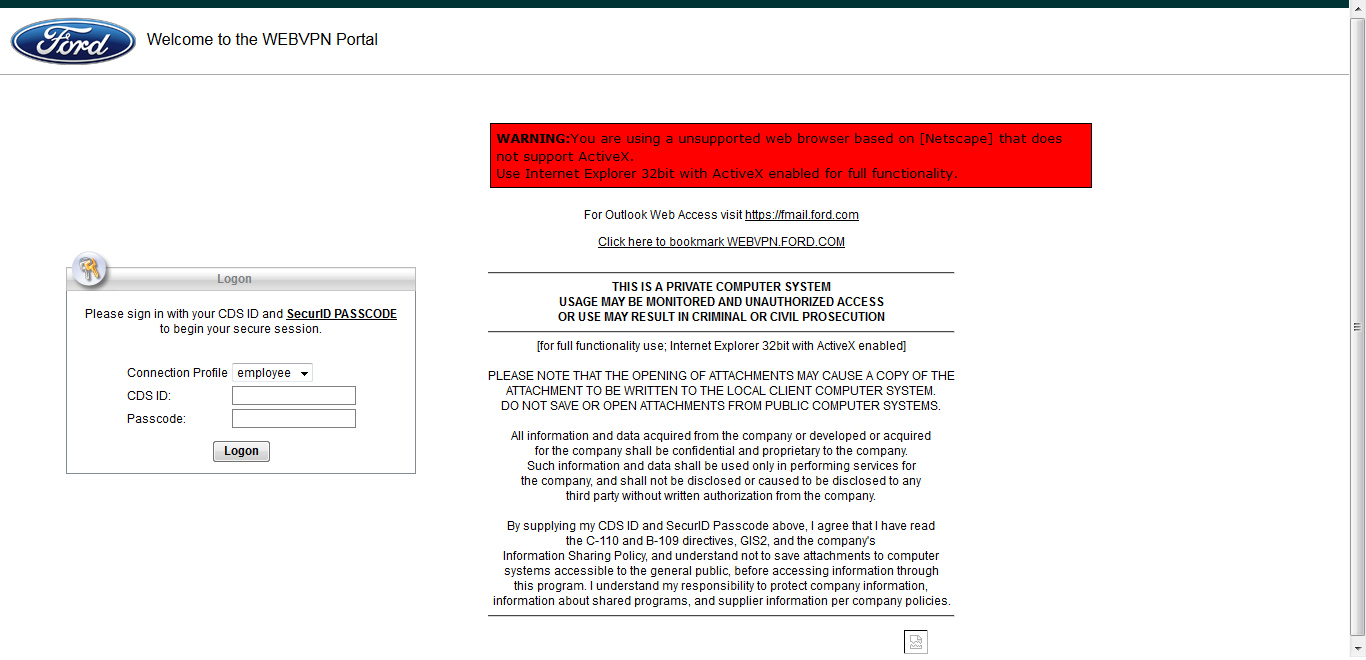 Ford
Welcome to the WEBVPN Portal
WARNING:You are using a unsupported web browser based on [Netscape] that does
not support ActiveX.
Use Internet Explorer 32bit with ActiveX enabled for full functionality.
For Outlook Web Access visit https://fmail.ford.com
Click here to bookmark WEBVPN.FORD.COM
Logon
Please sign in with your CDS ID and SecurID PASSCODE
to begin your secure session.
Connection Profile employee
CDS ID:
Passcode:
Logon
THIS IS A PRIVATE COMPUTER SYSTEM
USAGE MAY BE MONITORED AND UNAUTHORIZED ACCESS
OR USE MAY RESULT IN CRIMINAL OR CIVIL PROSECUTION
[for full functionality use; Internet Explorer 32bit with ActiveX enabled]
PLEASE NOTE THAT THE OPENING OF ATTACHMENTS MAY CAUSE A COPY OF THE
ATTACHMENT TO BE WRITTEN TO THE LOCAL CLIENT COMPUTER SYSTEM.
DO NOT SAVE OR OPEN ATTACHMENTS FROM PUBLIC COMPUTER SYSTEMS.
All information and data acquired from the company or developed or acquired
for the company shall be confidential and proprietary to the company.
Such information and data shall be used only in performing services for
the company, and shall not be disclosed or caused to be disclosed to any
third party without written authorization from the company.
By supplying my CDS ID and SecurID Passcode above, I agree that I have read
the C-110 and B-109 directives, GIS2, and the company's
Information Sharing Policy, and understand not to save attachments to computer
systems accessible to the general public, before accessing information through
this program. I understand my responsibility to protect company information,
information about shared programs, and supplier information per company policies.